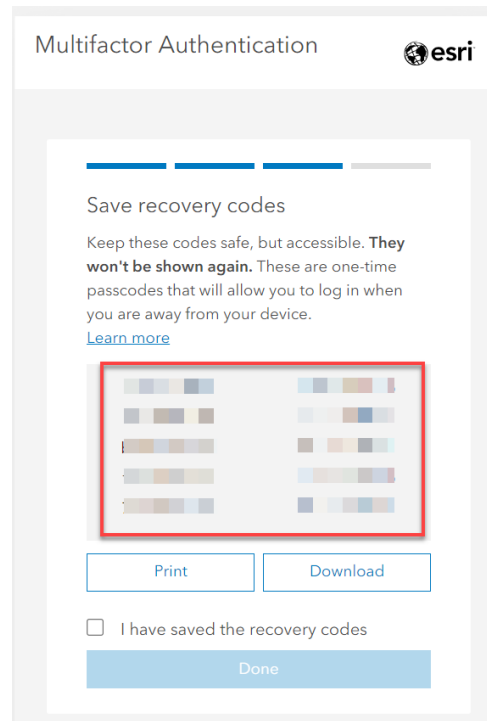 Multifactor Authentication
esri
Save recovery codes
Keep these codes safe, but accessible. They
won't be shown again. These are one-time
passcodes that will allow you to log in when
you are away from your device.
Learn more
Print
Download
I have saved the recovery codes
Done